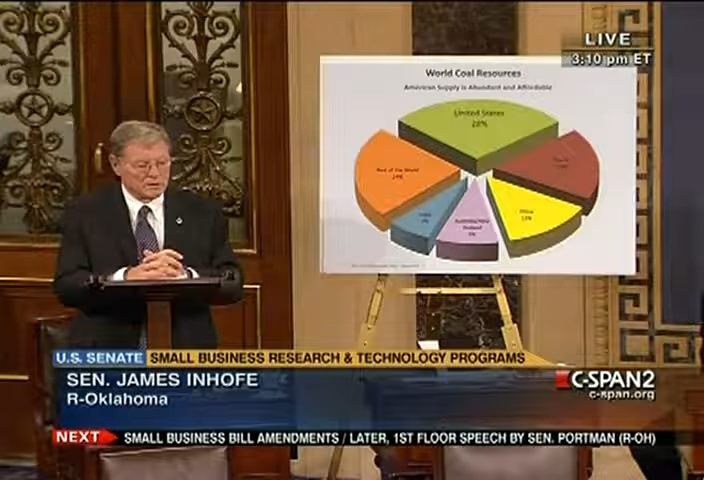 LIVE
3:10 pm ET
World Coal Resources
American Supply is Abundant and Affordable
United States
28%
Rest of the World
China
U.S. SENATE SMALL BUSINESS RESEARCH & TECHNOLOGY PROGRAMS
SEN. JAMES INHOFE
R-Oklahoma
C-SPAN2
c-span.org
NEXT SMALL BUSINESS BILL AMENDMENTS / LATER, 1ST FLOOR SPEECH BY SEN. PORTMAN (R-OH)